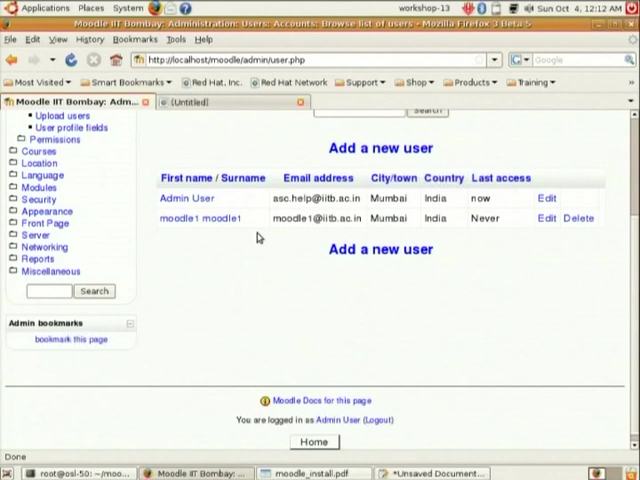 Applications Places System workshop-13 Sun Oct 4, 12:12 AM
Moodle IIT Bombay: Administration: Users: Accounts: Browse list of users - Mozilla Firefox 3 Beta 5
File Edit View History Bookmarks Tools Help
http://localhost/moodle/admin/user.php Google
Most Visited Smart Bookmarks Red Hat, Inc. Red Hat Network Support Shop Products Training
Moodle IIT Bombay: Adm... (Untitled)
Search
Upload users
User profile fields
Permissions
Courses
Location
Language
Modules
Security
Appearance
Front Page
Server
Networking
Reports
Miscellaneous
Search
Admin bookmarks
bookmark this page
Add a new user
First name / Surname Email address City/town Country Last access
Admin User asc.help@iitb.ac.in Mumbai India now Edit
moodle1 moodle1 moodle1@iitb.ac.in Mumbai India Never Edit Delete
Add a new user
Moodle Docs for this page
You are logged in as Admin User (Logout)
Home
Done
root@osl-50: ~/moo... Moodle IIT Bombay: ... moodle_install.pdf *Unsaved Document...